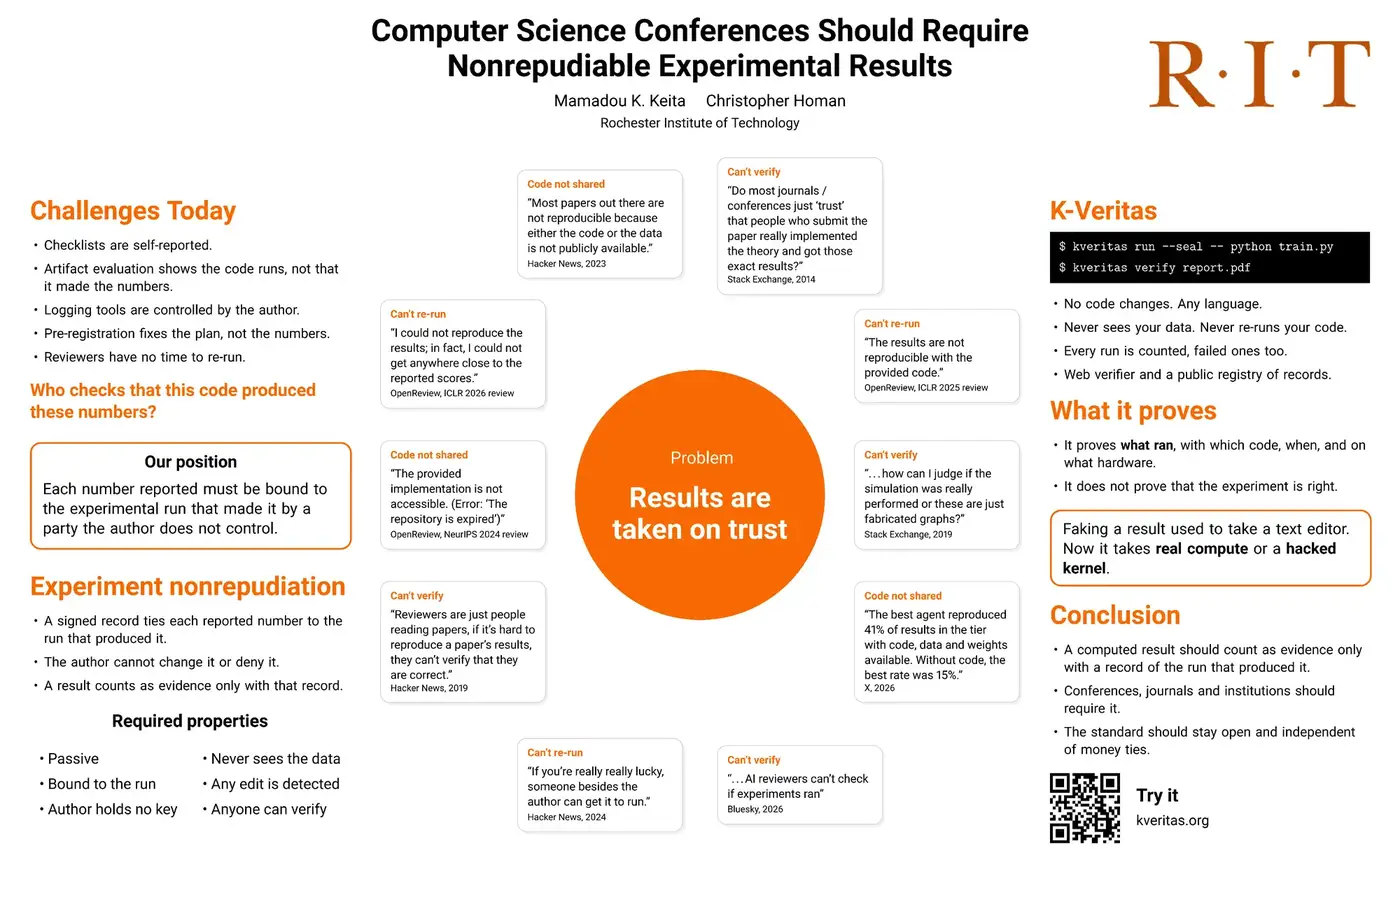 Computer Science Conferences Should Require
Nonrepudiable Experimental Results
Mamadou K. Keita Christopher Homan
Rochester Institute of Technology
R·I·T
Challenges Today
• Checklists are self-reported.
• Artifact evaluation shows the code runs, not that
it made the numbers.
• Logging tools are controlled by the author.
• Pre-registration fixes the plan, not the numbers.
• Reviewers have no time to re-run.
Who checks that this code produced
these numbers?
Our position
Each number reported must be bound to
the experimental run that made it by a
party the author does not control.
Experiment nonrepudiation
• A signed record ties each reported number to the
run that produced it.
• The author cannot change it or deny it.
• A result counts as evidence only with that record.
Required properties
• Passive
• Bound to the run
• Author holds no key
• Never sees the data
• Any edit is detected
• Anyone can verify
Code not shared
“Most papers out there are
not reproducible because
either the code or the data
is not publicly available.”
Hacker News, 2023
Can’t verify
“Do most journals /
conferences just ‘trust’
that people who submit the
paper really implemented
the theory and got those
exact results?”
Stack Exchange, 2014
Can’t re-run
“I could not reproduce the
results; in fact, I could not
get anywhere close to the
reported scores.”
OpenReview, ICLR 2026 review
Can’t re-run
“The results are not
reproducible with the
provided code.”
OpenReview, ICLR 2025 review
Code not shared
“The provided
implementation is not
accessible. (Error: ‘The
repository is expired’)”
OpenReview, NeurIPS 2024 review
Problem
Results are
taken on trust
Can’t verify
“…how can I judge if the
simulation was really
performed or these are just
fabricated graphs?”
Stack Exchange, 2019
Can’t verify
“Reviewers are just people
reading papers, if it’s hard to
reproduce a paper’s results,
they can’t verify that they
are correct.”
Hacker News, 2019
Code not shared
“The best agent reproduced
41% of results in the tier
with code, data and weights
available. Without code, the
best rate was 15%.”
X, 2026
Can’t re-run
“If you’re really really lucky,
someone besides the
author can get it to run.”
Hacker News, 2024
Can’t verify
“…AI reviewers can’t check
if experiments ran”
Bluesky, 2026
K-Veritas
$ kveritas run --seal -- python train.py
$ kveritas verify report.pdf
• No code changes. Any language.
• Never sees your data. Never re-runs your code.
• Every run is counted, failed ones too.
• Web verifier and a public registry of records.
What it proves
• It proves what ran, with which code, when, and on
what hardware.
• It does not prove that the experiment is right.
Faking a result used to take a text editor.
Now it takes real compute or a hacked
kernel.
Conclusion
• A computed result should count as evidence only
with a record of the run that produced it.
• Conferences, journals and institutions should
require it.
• The standard should stay open and independent
of money ties.
Try it
kveritas.org